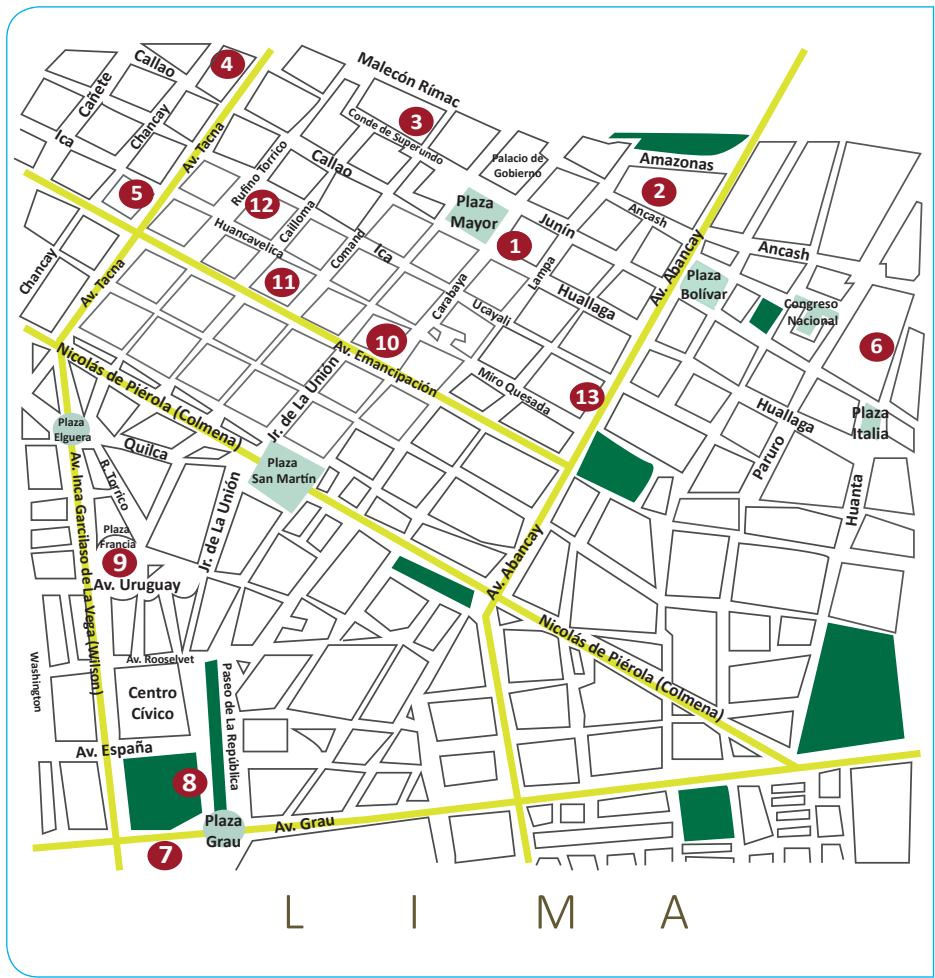 Callao
4
Malecón Rímac
Cañete
Chancay
3
Conde de Superundo
Av. Tacna
Ica
Rufino Torrico
Callao
Palacio de
Gobierno
Amazonas
2
5
12
Cailloma
Plaza
Mayor
Junín
Ancash
Huancavelica
Comaná
Ica
1
Ancash
Chancay
Av. Tacna
11
Carabaya
Lampa
Huallaga
Av. Abancay
Plaza
Bolívar
Ucayali
Congreso
Nacional
10
6
Av. Emancipación
Nicolás de Piérola (Colmena)
Jr. de La Unión
Miro Quesada
13
Huallaga
Plaza
Italia
Plaza
Elguera
Quilca
Plaza
San Martín
Paruro
Huanta
R. Torrico
Av. Inca Garcilaso de La Vega (Wilson)
Jr. de La Unión
Plaza
Francia
9
Av. Uruguay
Av. Abancay
Nicolás de Piérola (Colmena)
Washington
Av. Rooselvet
Paseo de La República
Centro
Cívico
Av. España
8
Plaza
Grau
Av. Grau
7
L I M A